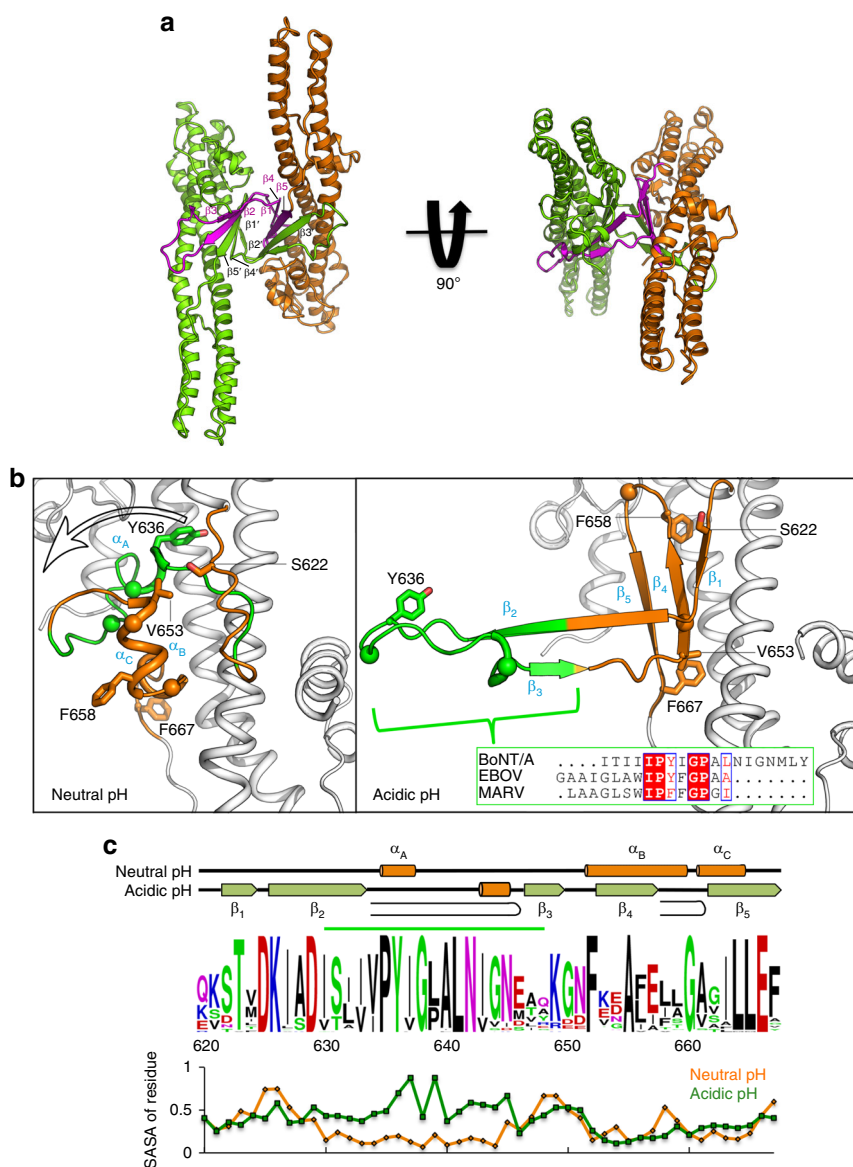 a
β3 β2 β4 β5 β1
β1′ β3′
β2′
β5′ β4′
90°
b
Y636
αA
S622
V653
αC αB
F658
F667
Neutral pH
F658
S622
Y636
β2 β5 β4 β1
β3
V653
F667
BoNT/A ....ITIIIPYIGPALNIGNMLY
EBOV GAAIGLAWIPYFGPAA.......
MARV .LAAGLSWIPFFGPGI.......
Acidic pH
c
αA αB αC
Neutral pH
Acidic pH
β1 β2 β3 β4 β5
620 630 640 650 660
1
Neutral pH
Acidic pH
0.5
0
SASA of residue